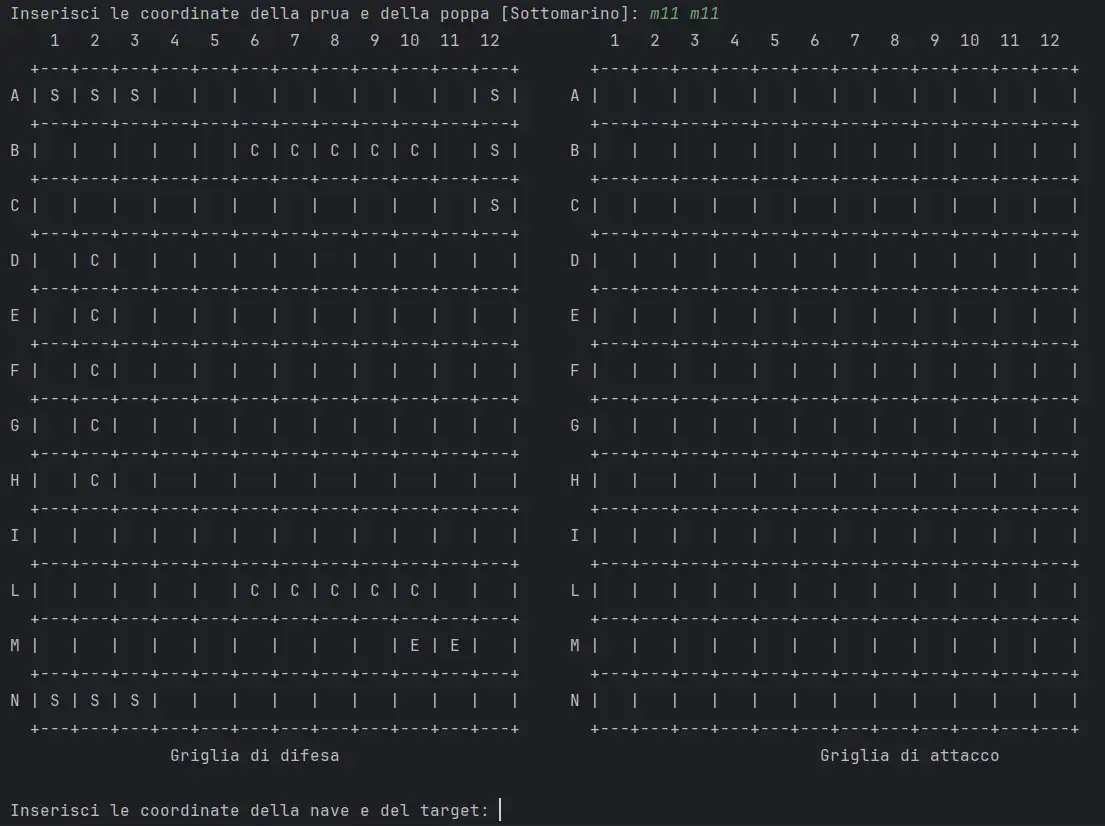 Inserisci le coordinate della prua e della poppa [Sottomarino]: m11 m11
    1   2   3   4   5   6   7   8   9  10  11  12            1   2   3   4   5   6   7   8   9  10  11  12
  +---+---+---+---+---+---+---+---+---+---+---+---+       +---+---+---+---+---+---+---+---+---+---+---+---+
A | S | S | S |   |   |   |   |   |   |   |   | S |     A |   |   |   |   |   |   |   |   |   |   |   |   |
  +---+---+---+---+---+---+---+---+---+---+---+---+       +---+---+---+---+---+---+---+---+---+---+---+---+
B |   |   |   |   |   | C | C | C | C | C |   | S |     B |   |   |   |   |   |   |   |   |   |   |   |   |
  +---+---+---+---+---+---+---+---+---+---+---+---+       +---+---+---+---+---+---+---+---+---+---+---+---+
C |   |   |   |   |   |   |   |   |   |   |   | S |     C |   |   |   |   |   |   |   |   |   |   |   |   |
  +---+---+---+---+---+---+---+---+---+---+---+---+       +---+---+---+---+---+---+---+---+---+---+---+---+
D |   | C |   |   |   |   |   |   |   |   |   |   |     D |   |   |   |   |   |   |   |   |   |   |   |   |
  +---+---+---+---+---+---+---+---+---+---+---+---+       +---+---+---+---+---+---+---+---+---+---+---+---+
E |   | C |   |   |   |   |   |   |   |   |   |   |     E |   |   |   |   |   |   |   |   |   |   |   |   |
  +---+---+---+---+---+---+---+---+---+---+---+---+       +---+---+---+---+---+---+---+---+---+---+---+---+
F |   | C |   |   |   |   |   |   |   |   |   |   |     F |   |   |   |   |   |   |   |   |   |   |   |   |
  +---+---+---+---+---+---+---+---+---+---+---+---+       +---+---+---+---+---+---+---+---+---+---+---+---+
G |   | C |   |   |   |   |   |   |   |   |   |   |     G |   |   |   |   |   |   |   |   |   |   |   |   |
  +---+---+---+---+---+---+---+---+---+---+---+---+       +---+---+---+---+---+---+---+---+---+---+---+---+
H |   | C |   |   |   |   |   |   |   |   |   |   |     H |   |   |   |   |   |   |   |   |   |   |   |   |
  +---+---+---+---+---+---+---+---+---+---+---+---+       +---+---+---+---+---+---+---+---+---+---+---+---+
I |   |   |   |   |   |   |   |   |   |   |   |   |     I |   |   |   |   |   |   |   |   |   |   |   |   |
  +---+---+---+---+---+---+---+---+---+---+---+---+       +---+---+---+---+---+---+---+---+---+---+---+---+
L |   |   |   |   |   | C | C | C | C | C |   |   |     L |   |   |   |   |   |   |   |   |   |   |   |   |
  +---+---+---+---+---+---+---+---+---+---+---+---+       +---+---+---+---+---+---+---+---+---+---+---+---+
M |   |   |   |   |   |   |   |   |   | E | E |   |     M |   |   |   |   |   |   |   |   |   |   |   |   |
  +---+---+---+---+---+---+---+---+---+---+---+---+       +---+---+---+---+---+---+---+---+---+---+---+---+
N | S | S | S |   |   |   |   |   |   |   |   |   |     N |   |   |   |   |   |   |   |   |   |   |   |   |
  +---+---+---+---+---+---+---+---+---+---+---+---+       +---+---+---+---+---+---+---+---+---+---+---+---+
                Griglia di difesa                                                Griglia di attacco
Inserisci le coordinate della nave e del target: